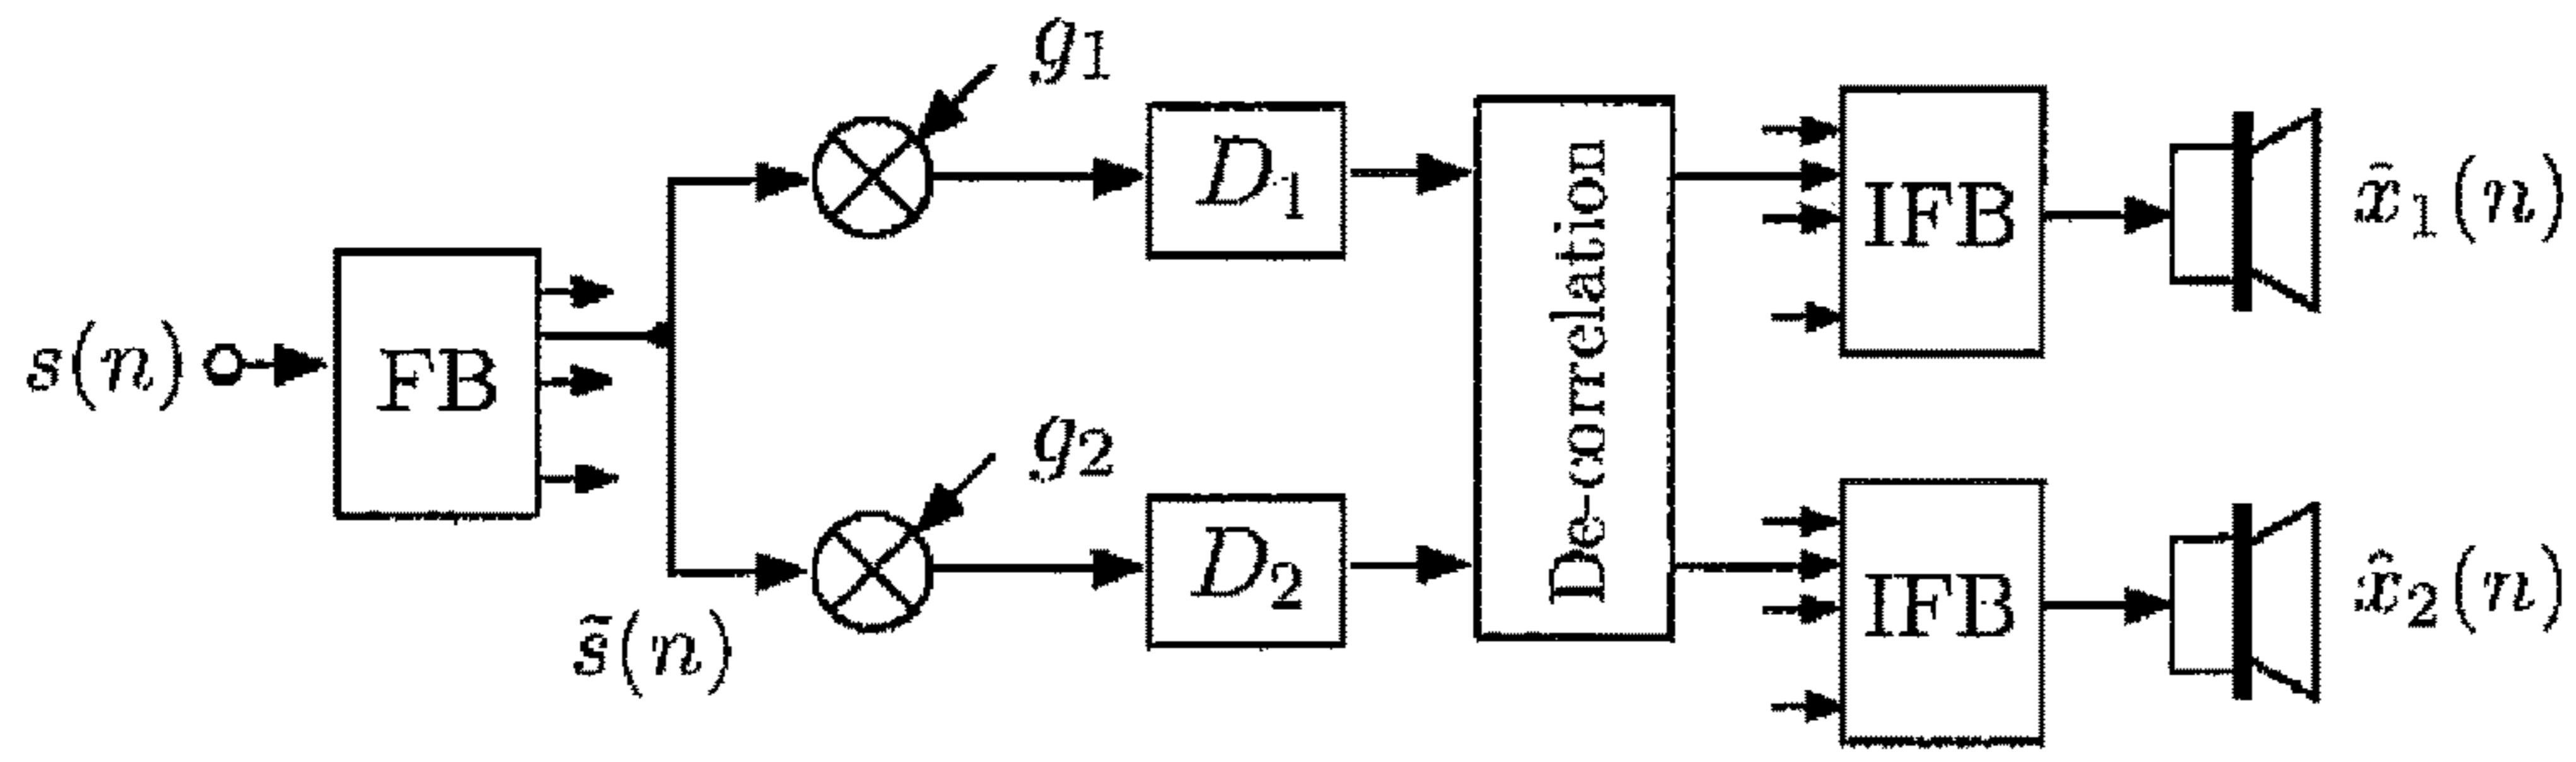 g₁
D₁
De-correlation
IFB
x̂₁(n)
s(n)
FB
g₂
s̃(n)
D₂
IFB
x̂₂(n)